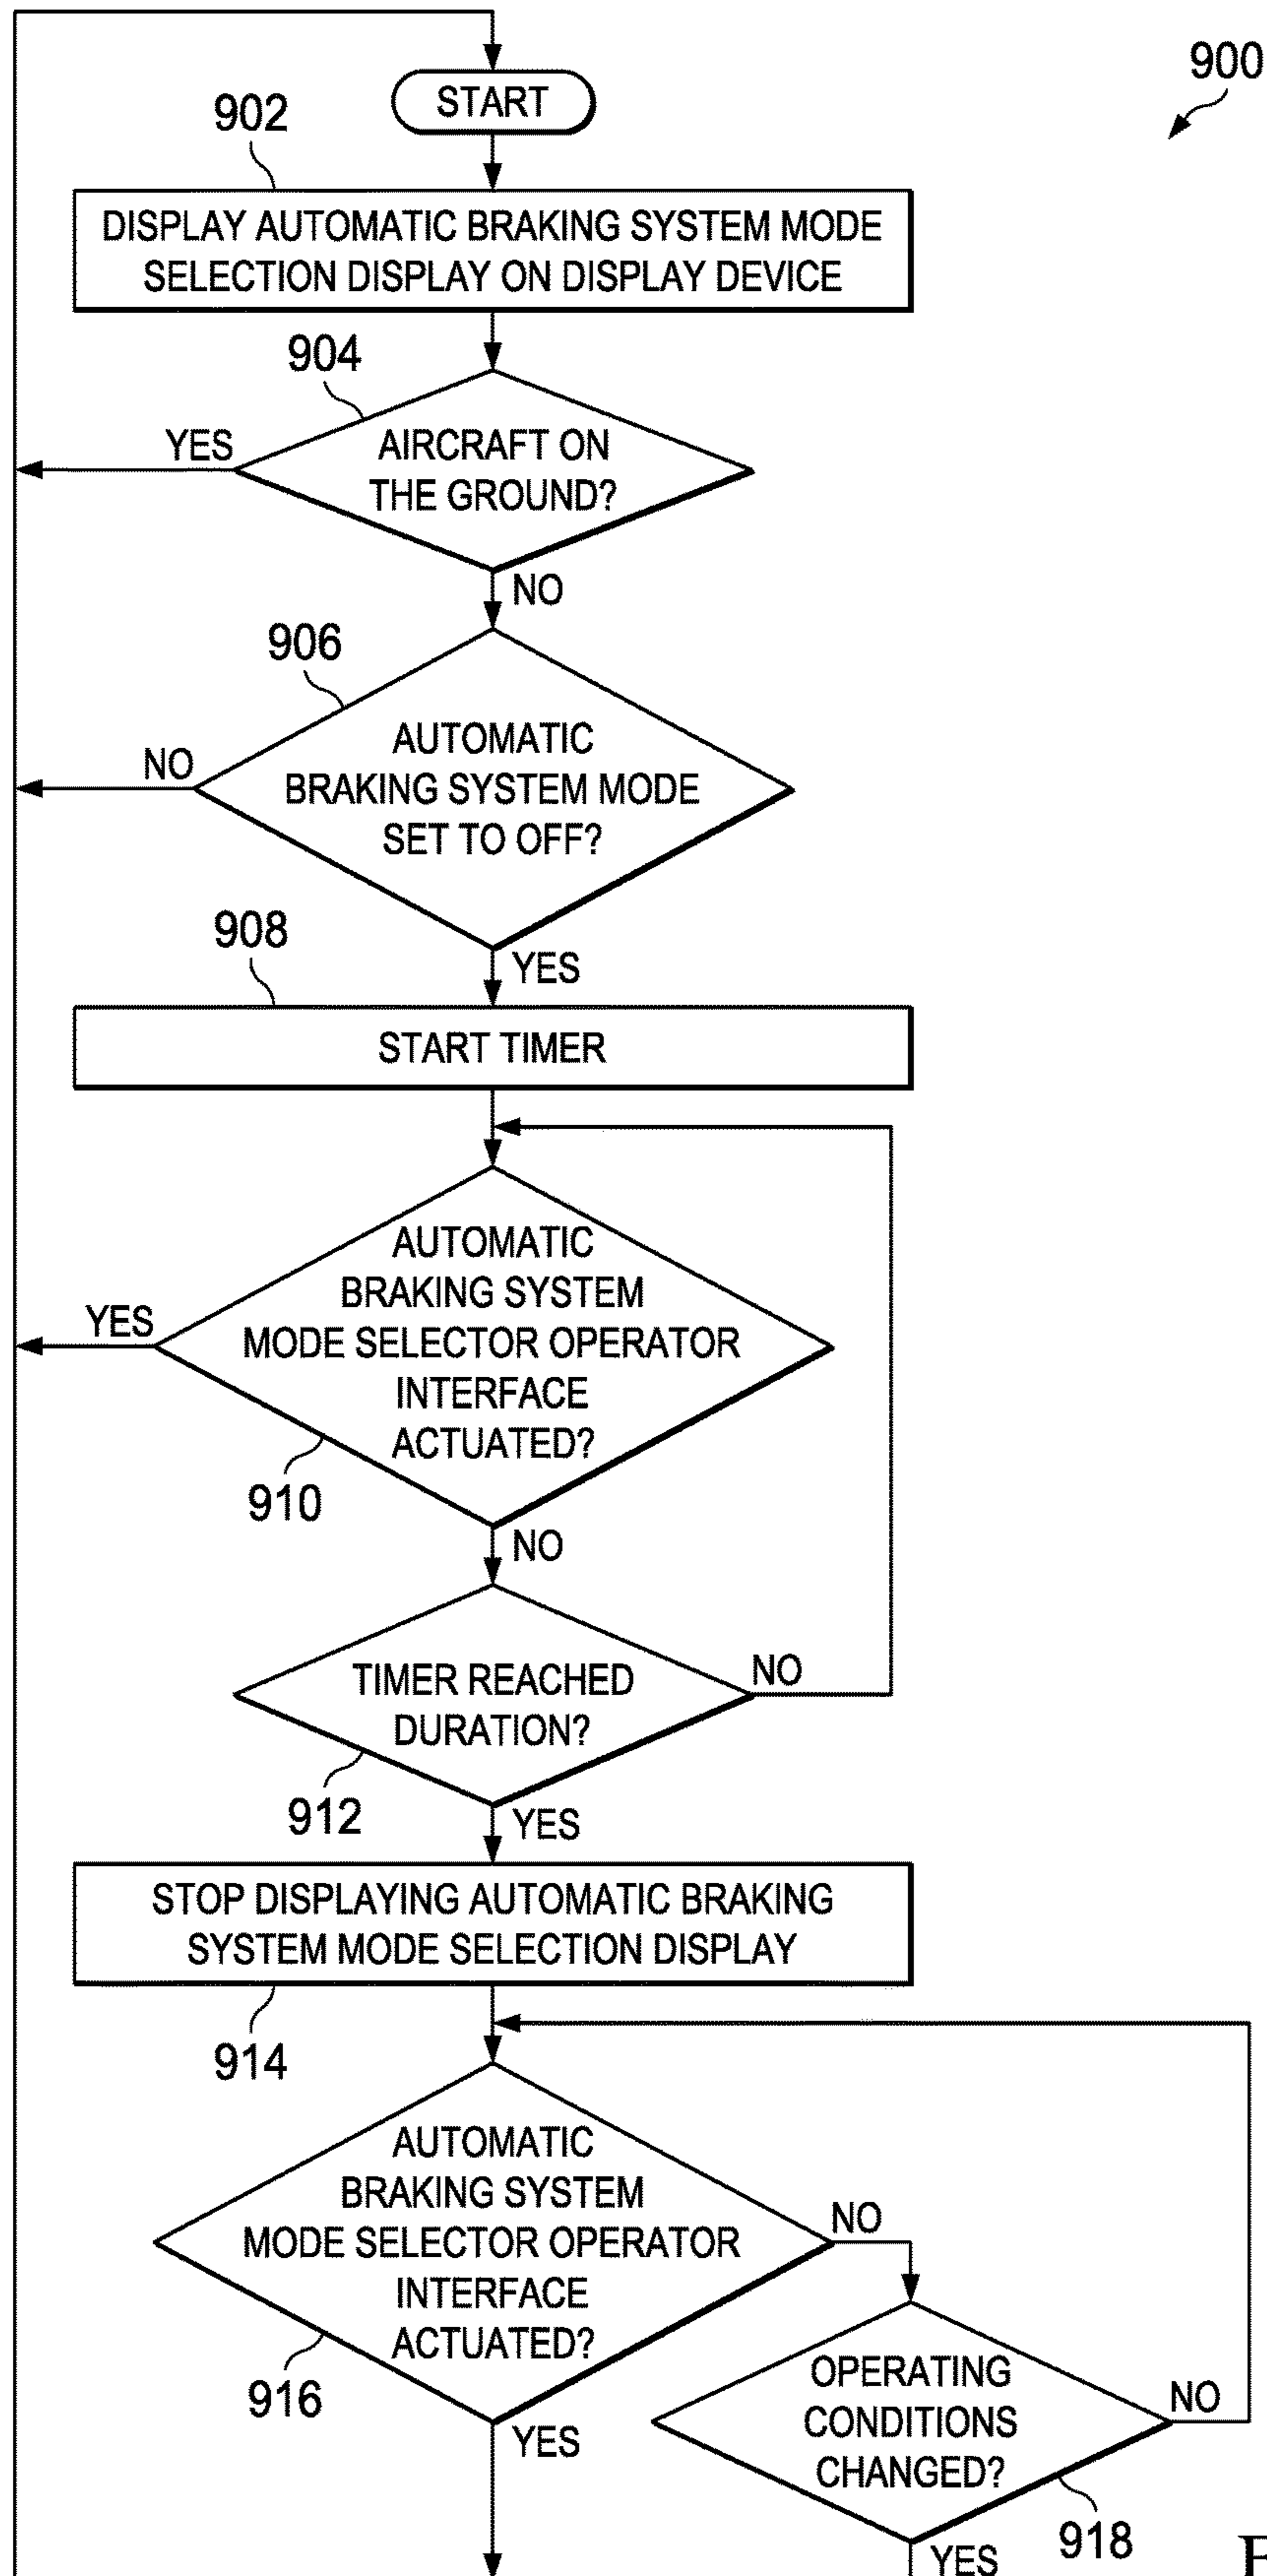 900
START
902
DISPLAY AUTOMATIC BRAKING SYSTEM MODE
SELECTION DISPLAY ON DISPLAY DEVICE
904
YES
AIRCRAFT ON
THE GROUND?
NO
906
NO
AUTOMATIC
BRAKING SYSTEM MODE
SET TO OFF?
YES
908
START TIMER
YES
AUTOMATIC
BRAKING SYSTEM
MODE SELECTOR OPERATOR
INTERFACE
ACTUATED?
910
NO
TIMER REACHED
DURATION?
NO
912
YES
STOP DISPLAYING AUTOMATIC BRAKING
SYSTEM MODE SELECTION DISPLAY
914
AUTOMATIC
BRAKING SYSTEM
MODE SELECTOR OPERATOR
INTERFACE
ACTUATED?
NO
916
YES
OPERATING
CONDITIONS
CHANGED?
NO
918
YES